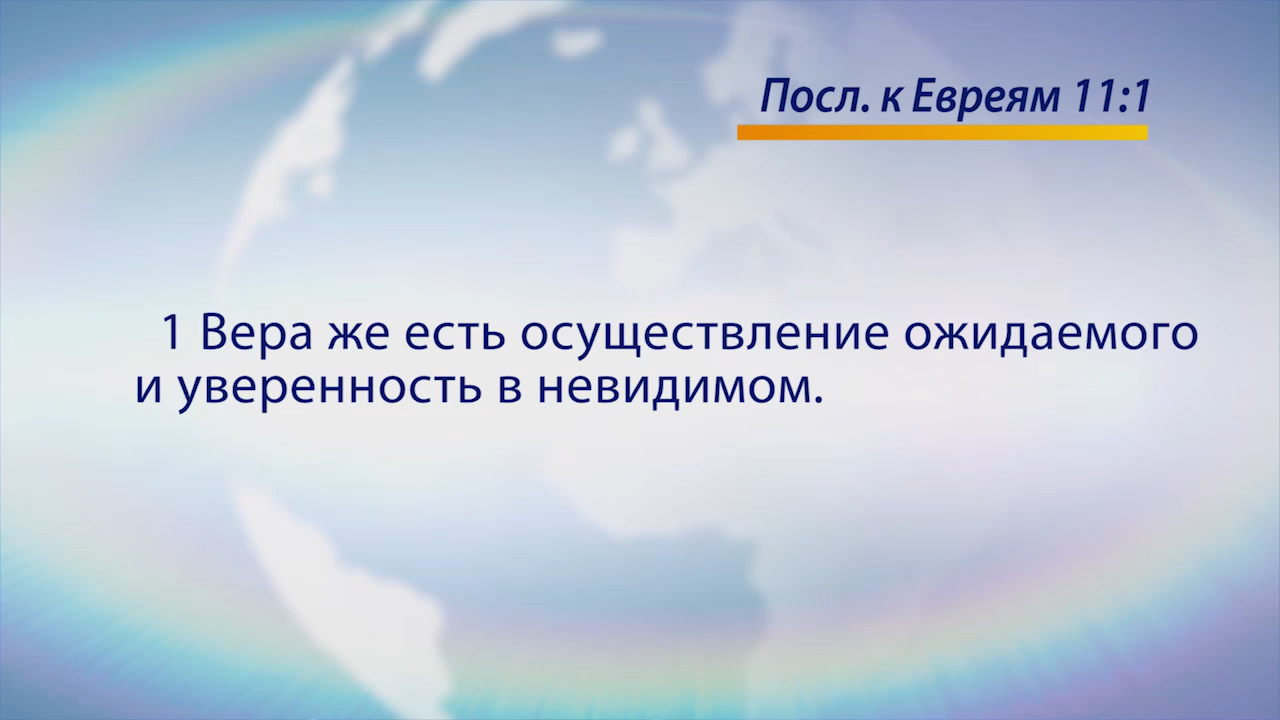 Посл. к Евреям 11:1
1 Вера же есть осуществление ожидаемого
и уверенность в невидимом.